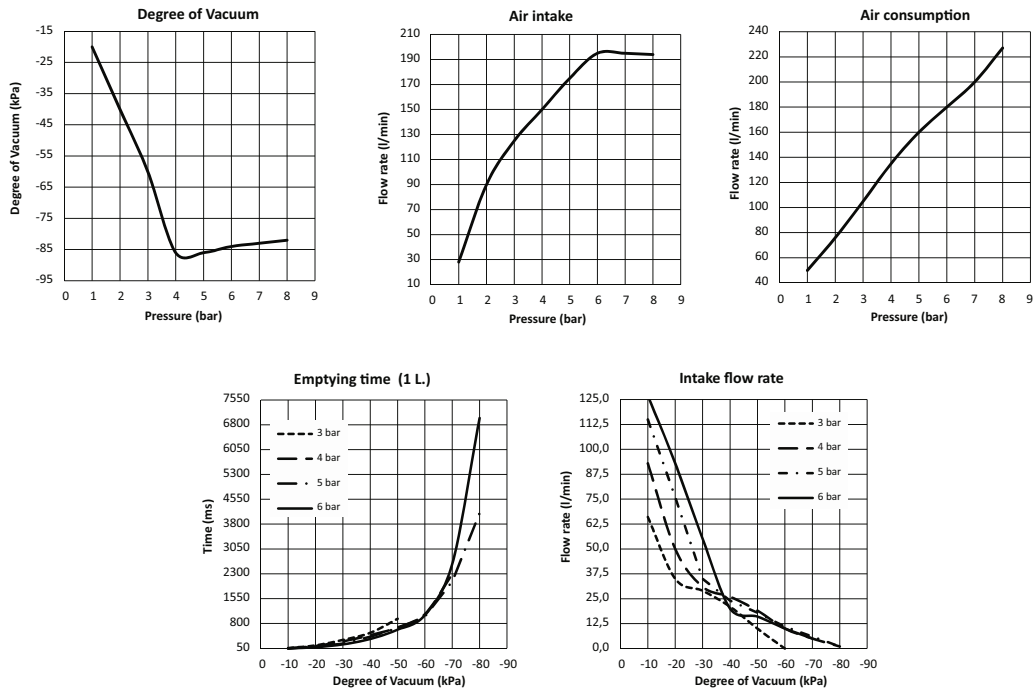 Degree of Vacuum
Degree of Vacuum (kPa)
-15
-25
-35
-45
-55
-65
-75
-85
-95
0 1 2 3 4 5 6 7 8 9
Pressure (bar)
Air intake
Flow rate (l/min)
210
190
170
150
130
110
90
70
50
30
10
0 1 2 3 4 5 6 7 8 9
Pressure (bar)
Air consumption
Flow rate (l/min)
240
220
200
180
160
140
120
100
80
60
40
0 1 2 3 4 5 6 7 8 9
Pressure (bar)
Emptying time (1 L.)
Time (ms)
7550
6800
6050
5300
4550
3800
3050
2300
1550
800
50
3 bar
4 bar
5 bar
6 bar
0 -10 -20 -30 -40 -50 -60 -70 -80 -90
Degree of Vacuum (kPa)
Intake flow rate
Flow rate (l/min)
125,0
112,5
100,0
87,5
75,0
62,5
50,0
37,5
25,0
12,5
0,0
3 bar
4 bar
5 bar
6 bar
0 -10 -20 -30 -40 -50 -60 -70 -80 -90
Degree of Vacuum (kPa)